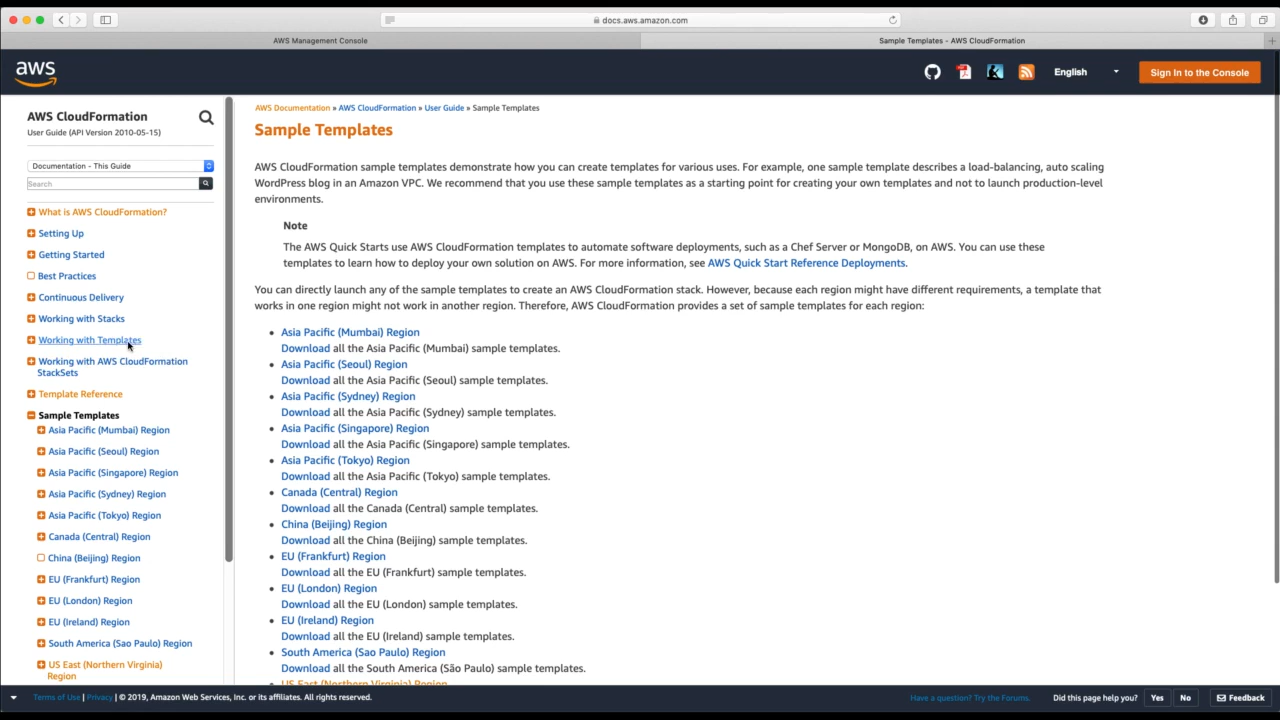 docs.aws.amazon.com
AWS Management Console
Sample Templates - AWS CloudFormation
aws
English
Sign In to the Console
AWS CloudFormation
User Guide (API Version 2010-05-15)
Documentation - This Guide
Search
What is AWS CloudFormation?
Setting Up
Getting Started
Best Practices
Continuous Delivery
Working with Stacks
Working with Templates
Working with AWS CloudFormation
StackSets
Template Reference
Sample Templates
Asia Pacific (Mumbai) Region
Asia Pacific (Seoul) Region
Asia Pacific (Singapore) Region
Asia Pacific (Sydney) Region
Asia Pacific (Tokyo) Region
Canada (Central) Region
China (Beijing) Region
EU (Frankfurt) Region
EU (London) Region
EU (Ireland) Region
South America (Sao Paulo) Region
US East (Northern Virginia)
Region
AWS Documentation » AWS CloudFormation » User Guide » Sample Templates
Sample Templates
AWS CloudFormation sample templates demonstrate how you can create templates for various uses. For example, one sample template describes a load-balancing, auto scaling
WordPress blog in an Amazon VPC. We recommend that you use these sample templates as a starting point for creating your own templates and not to launch production-level
environments.
Note
The AWS Quick Starts use AWS CloudFormation templates to automate software deployments, such as a Chef Server or MongoDB, on AWS. You can use these
templates to learn how to deploy your own solution on AWS. For more information, see AWS Quick Start Reference Deployments.
You can directly launch any of the sample templates to create an AWS CloudFormation stack. However, because each region might have different requirements, a template that
works in one region might not work in another region. Therefore, AWS CloudFormation provides a set of sample templates for each region:
• Asia Pacific (Mumbai) Region
Download all the Asia Pacific (Mumbai) sample templates.
• Asia Pacific (Seoul) Region
Download all the Asia Pacific (Seoul) sample templates.
• Asia Pacific (Sydney) Region
Download all the Asia Pacific (Sydney) sample templates.
• Asia Pacific (Singapore) Region
Download all the Asia Pacific (Singapore) sample templates.
• Asia Pacific (Tokyo) Region
Download all the Asia Pacific (Tokyo) sample templates.
• Canada (Central) Region
Download all the Canada (Central) sample templates.
• China (Beijing) Region
Download all the China (Beijing) sample templates.
• EU (Frankfurt) Region
Download all the EU (Frankfurt) sample templates.
• EU (London) Region
Download all the EU (London) sample templates.
• EU (Ireland) Region
Download all the EU (Ireland) sample templates.
• South America (Sao Paulo) Region
Download all the South America (São Paulo) sample templates.
US East (Northern Virginia) Region
Terms of Use | Privacy | © 2019, Amazon Web Services, Inc. or its affiliates. All rights reserved.
Have a question? Try the Forums.
Did this page help you?
Yes
No
Feedback